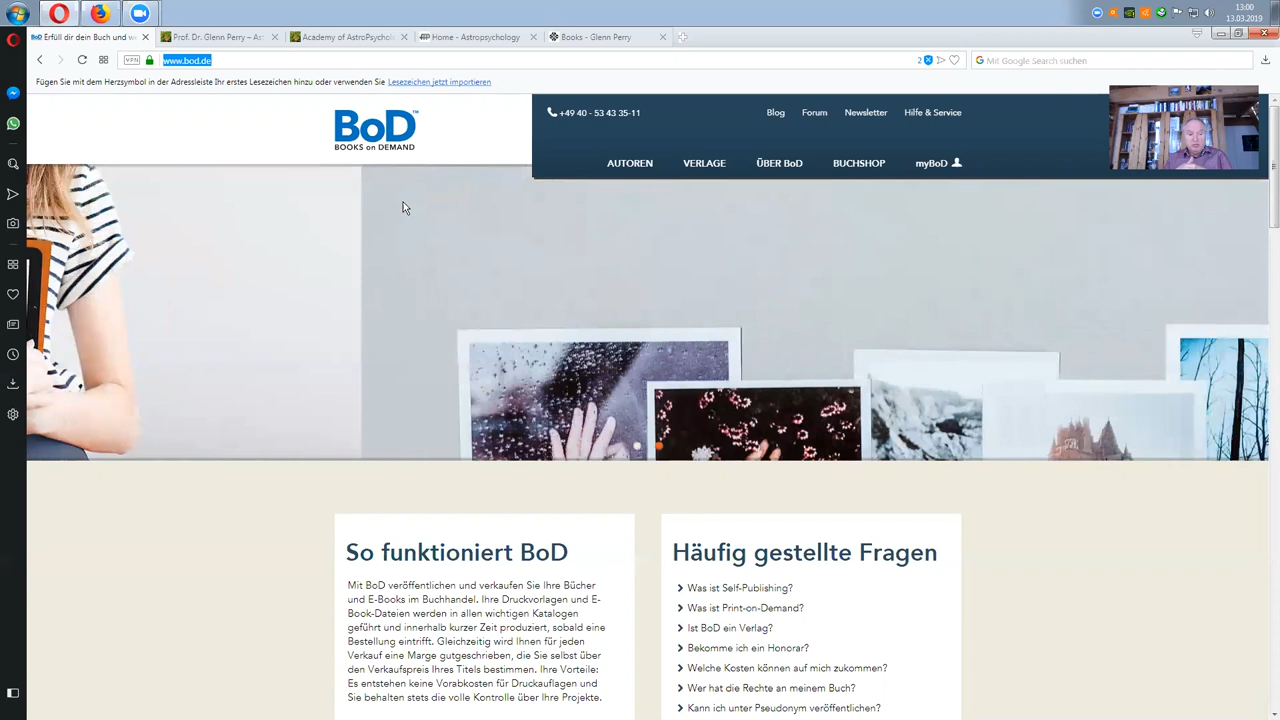 13:00
13.03.2019
BoD Erfüll dir dein Buch und we
Prof. Dr. Glenn Perry – Ast
Academy of AstroPsychol
Home - Astropsychology
Books - Glenn Perry
VPN
www.bod.de
2
Mit Google Search suchen
Fügen Sie mit dem Herzsymbol in der Adressleiste Ihr erstes Lesezeichen hinzu oder verwenden Sie Lesezeichen jetzt importieren
BoD™
BOOKS on DEMAND
+49 40 - 53 43 35-11
Blog
Forum
Newsletter
Hilfe & Service
AUTOREN
VERLAGE
ÜBER BoD
BUCHSHOP
myBoD
So funktioniert BoD
Mit BoD veröffentlichen und verkaufen Sie Ihre Bücher
und E-Books im Buchhandel. Ihre Druckvorlagen und E-
Book-Dateien werden in allen wichtigen Katalogen
geführt und innerhalb kurzer Zeit produziert, sobald eine
Bestellung eintrifft. Gleichzeitig wird Ihnen für jeden
Verkauf eine Marge gutgeschrieben, die Sie selbst über
den Verkaufspreis Ihres Titels bestimmen. Ihre Vorteile:
Es entstehen keine Vorabkosten für Druckauflagen und
Sie behalten stets die volle Kontrolle über Ihre Projekte.
Häufig gestellte Fragen
Was ist Self-Publishing?
Was ist Print-on-Demand?
Ist BoD ein Verlag?
Bekomme ich ein Honorar?
Welche Kosten können auf mich zukommen?
Wer hat die Rechte an meinem Buch?
Kann ich unter Pseudonym veröffentlichen?